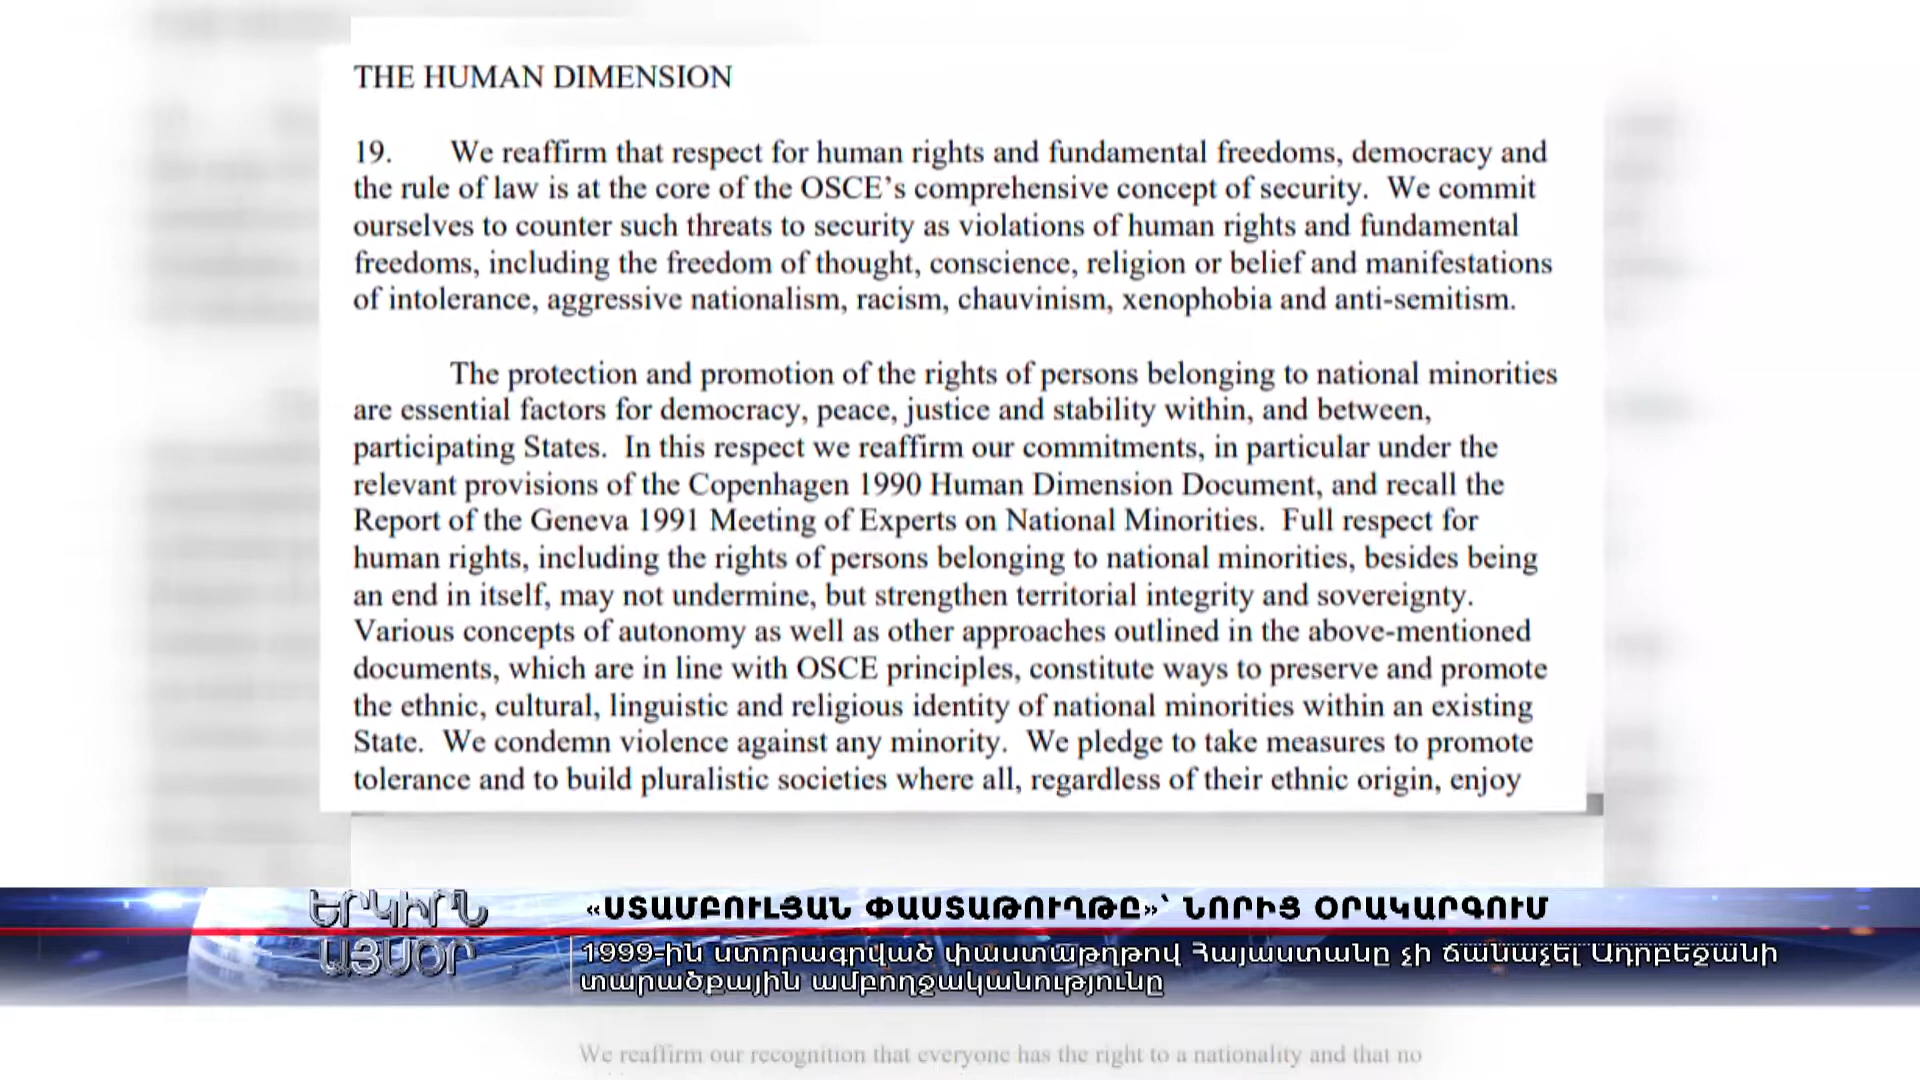 THE HUMAN DIMENSION
19. We reaffirm that respect for human rights and fundamental freedoms, democracy and
the rule of law is at the core of the OSCE’s comprehensive concept of security. We commit
ourselves to counter such threats to security as violations of human rights and fundamental
freedoms, including the freedom of thought, conscience, religion or belief and manifestations
of intolerance, aggressive nationalism, racism, chauvinism, xenophobia and anti-semitism.
The protection and promotion of the rights of persons belonging to national minorities
are essential factors for democracy, peace, justice and stability within, and between,
participating States. In this respect we reaffirm our commitments, in particular under the
relevant provisions of the Copenhagen 1990 Human Dimension Document, and recall the
Report of the Geneva 1991 Meeting of Experts on National Minorities. Full respect for
human rights, including the rights of persons belonging to national minorities, besides being
an end in itself, may not undermine, but strengthen territorial integrity and sovereignty.
Various concepts of autonomy as well as other approaches outlined in the above-mentioned
documents, which are in line with OSCE principles, constitute ways to preserve and promote
the ethnic, cultural, linguistic and religious identity of national minorities within an existing
State. We condemn violence against any minority. We pledge to take measures to promote
tolerance and to build pluralistic societies where all, regardless of their ethnic origin, enjoy
ԵՐԿԻՐՆ
ԱՅՍՕՐ
«ՍՏԱՄԲՈՒԼՅԱՆ ՓԱՍՏԱԹՈՒՂԹԸ»՝ ՆՈՐԻՑ ՕՐԱԿԱՐԳՈՒՄ
1999-ին ստորագրված փաստաթղթով Հայաստանը չի ճանաչել Ադրբեջանի
տարածքային ամբողջականությունը
We reaffirm our recognition that everyone has the right to a nationality and that no